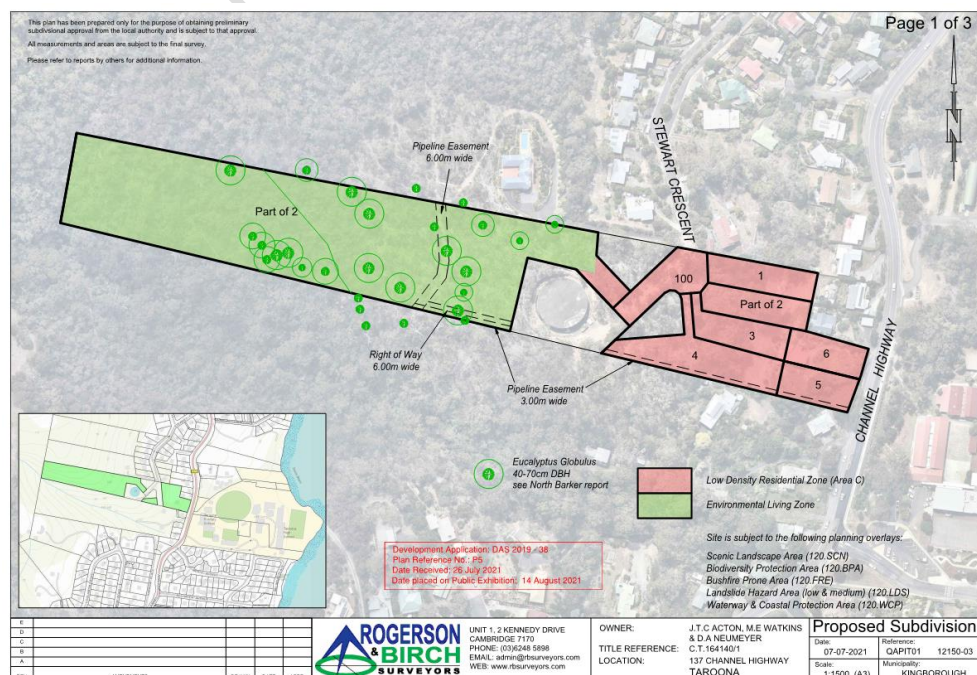 This plan has been prepared only for the purpose of obtaining preliminary
subdivisional approval from the local authority and is subject to that approval.
All measurements and areas are subject to the final survey.
Please refer to reports by others for additional information.
Page 1 of 3
N
STEWART CRESCENT
Pipeline Easement
6.00m wide
Part of 2
100
1
Part of 2
3
6
4
5
CHANNEL HIGHWAY
Right of Way
6.00m wide
Pipeline Easement
3.00m wide
Eucalyptus Globulus
40-70cm DBH
see North Barker report
Low Density Residential Zone (Area C)
Environmental Living Zone
Site is subject to the following planning overlays:
Scenic Landscape Area (120.SCN)
Biodiversity Protection Area (120.BPA)
Bushfire Prone Area (120.FRE)
Landslide Hazard Area (low & medium) (120.LDS)
Waterway & Coastal Protection Area (120.WCP)
Development Application: DAS 2019 - 38
Plan Reference No.: P5
Date Received: 26 July 2021
Date placed on Public Exhibition: 14 August 2021
E
D
C
B
A
ROGERSON
& BIRCH
SURVEYORS
UNIT 1, 2 KENNEDY DRIVE
CAMBRIDGE 7170
PHONE: (03)6248 5898
EMAIL: admin@rbsurveyors.com
WEB: www.rbsurveyors.com
OWNER: J.T.C ACTON, M.E WATKINS
& D.A NEUMEYER
TITLE REFERENCE: C.T.164140/1
LOCATION: 137 CHANNEL HIGHWAY
TAROONA
Proposed Subdivision
Date: 07-07-2021
Reference: QAPIT01 12150-03
Scale: 1:1500 (A3)
Municipality: KINGBOROUGH